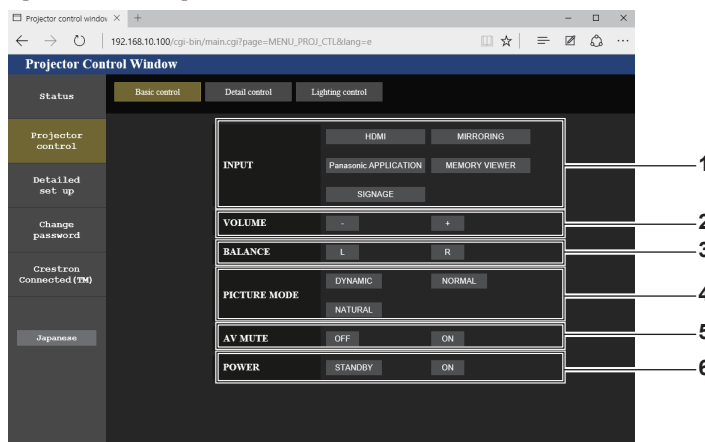 Projector control window
192.168.10.100/cgi-bin/main.cgi?page=MENU_PROJ_CTL&lang=e
Projector Control Window
Status
Basic control
Detail control
Lighting control
Projector
control
Detailed
set up
Change
password
Crestron
Connected(TM)
Japanese
INPUT
HDMI
MIRRORING
Panasonic APPLICATION
MEMORY VIEWER
SIGNAGE
1
VOLUME
-
+
2
BALANCE
L
R
3
PICTURE MODE
DYNAMIC
NORMAL
NATURAL
4
AV MUTE
OFF
ON
5
POWER
STANDBY
ON
6